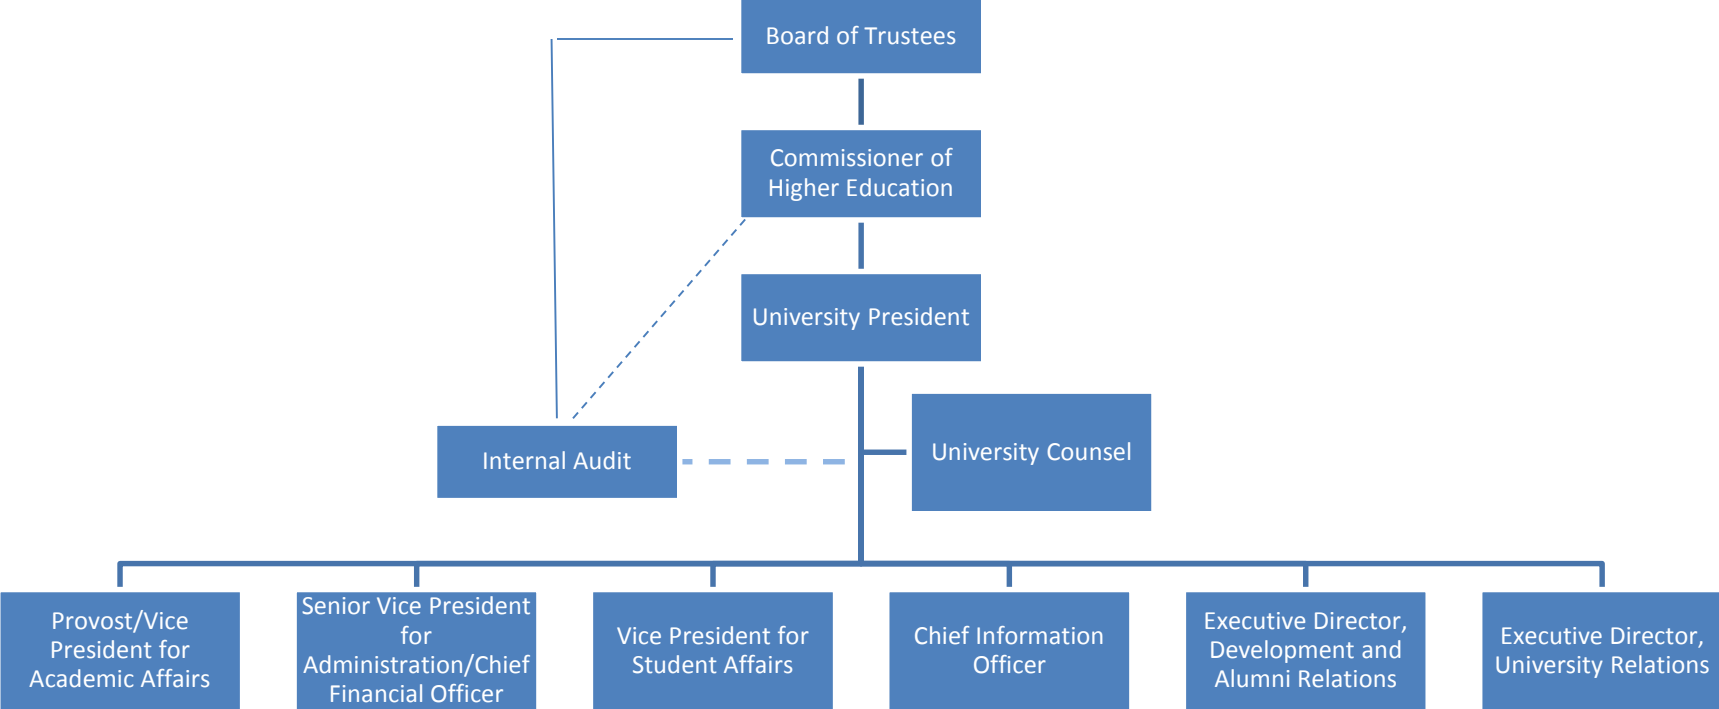 Board of Trustees
Commissioner of
Higher Education
University President
University Counsel
Internal Audit
Provost/Vice
President for
Academic Affairs
Senior Vice President
for
Administration/Chief
Financial Officer
Vice President for
Student Affairs
Chief Information
Officer
Executive Director,
Development and
Alumni Relations
Executive Director,
University Relations